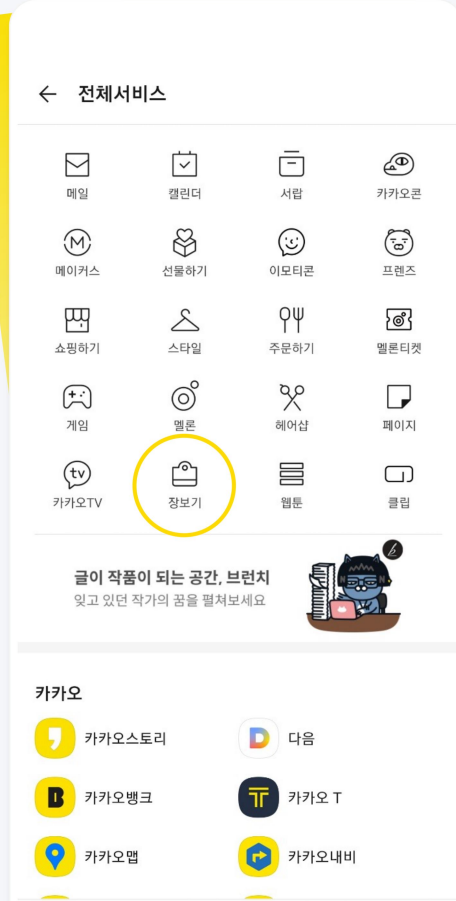 전체서비스
메일 캘린더 서랍 카카오콘
메이커스 선물하기 이모티콘 프렌즈
쇼핑하기 스타일 주문하기 멜론티켓
게임 멜론 헤어샵 페이지
tv
카카오TV 장보기 웹툰 클립
글이 작품이 되는 공간, 브런치
잊고 있던 작가의 꿈을 펼쳐보세요
카카오
카카오스토리 다음
카카오뱅크 카카오 T
카카오맵 카카오내비